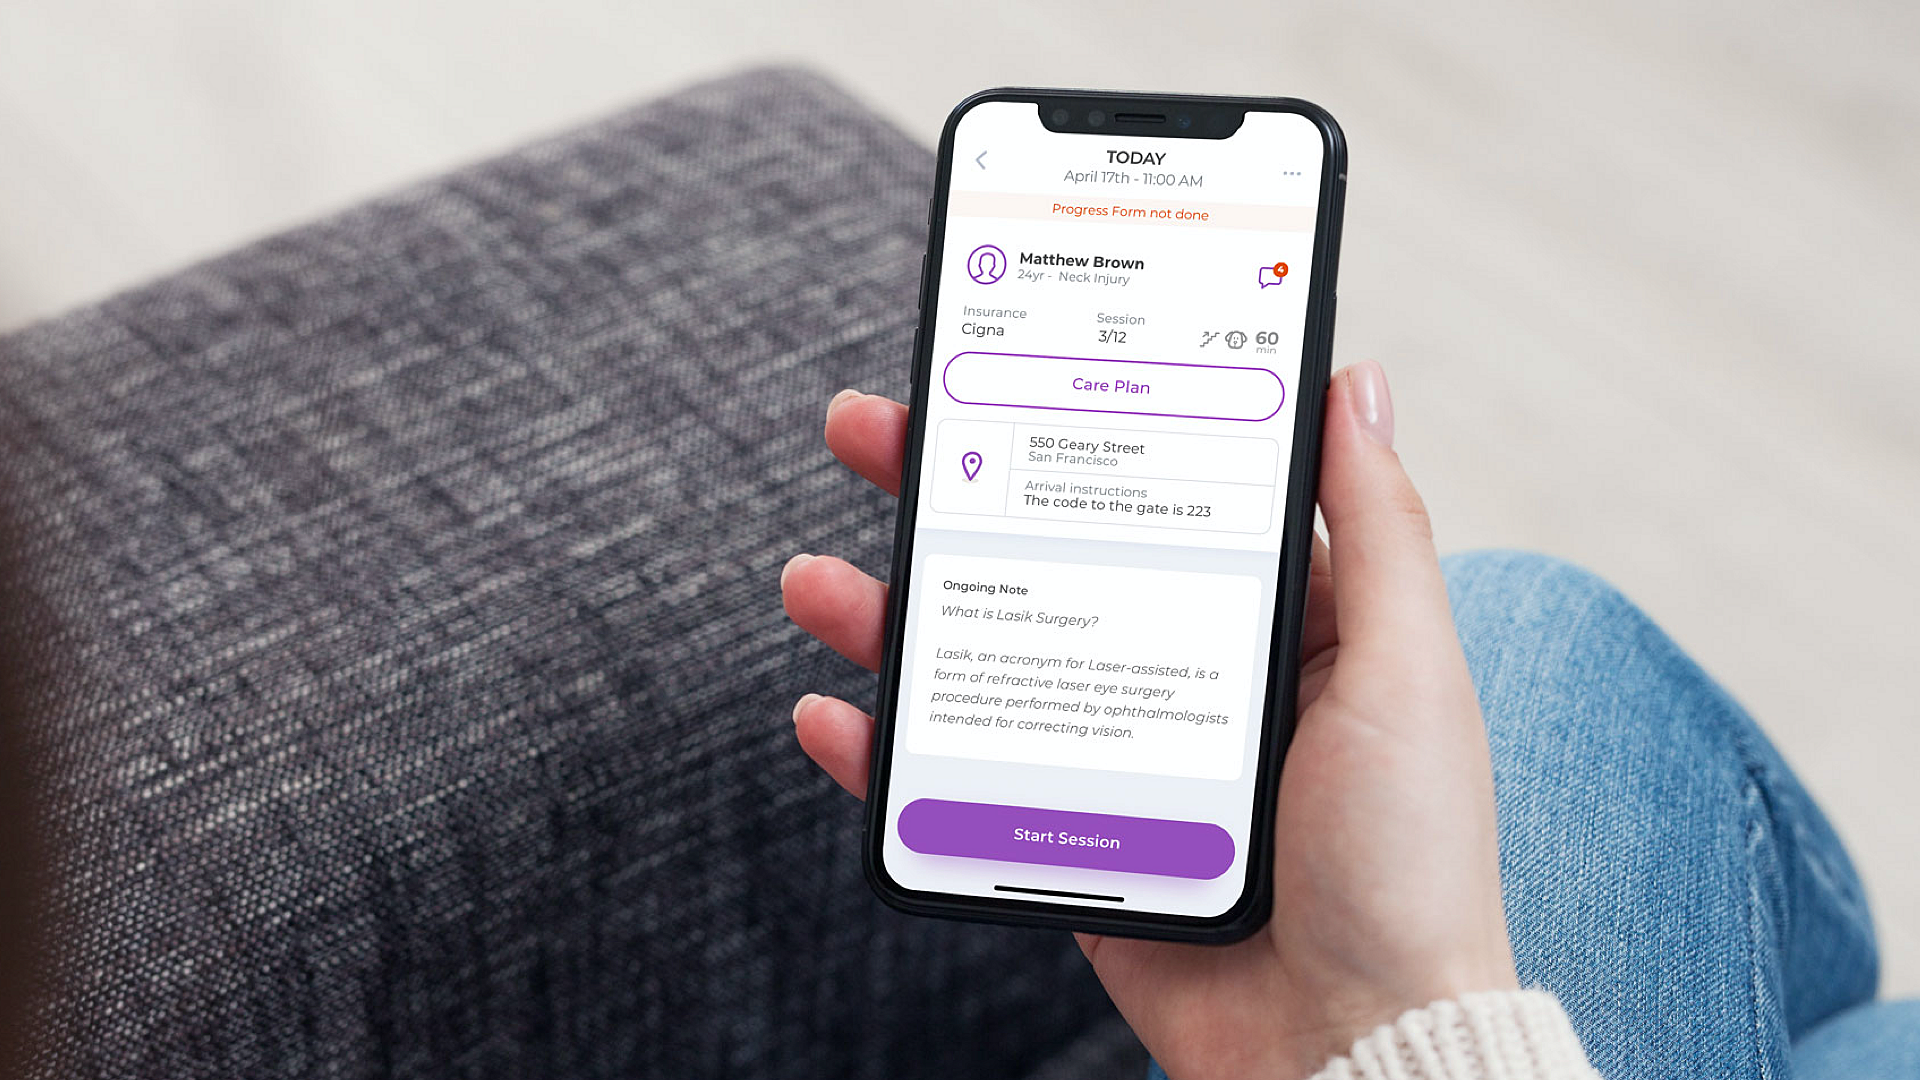 TODAY
April 17th - 11:00 AM
Progress Form not done
Matthew Brown
24yr - Neck Injury
4
Insurance
Cigna
Session
3/12
60
min
Care Plan
550 Geary Street
San Francisco
Arrival instructions
The code to the gate is 223
Ongoing Note
What is Lasik Surgery?
Lasik, an acronym for Laser-assisted, is a
form of refractive laser eye surgery
procedure performed by ophthalmologists
intended for correcting vision.
Start Session